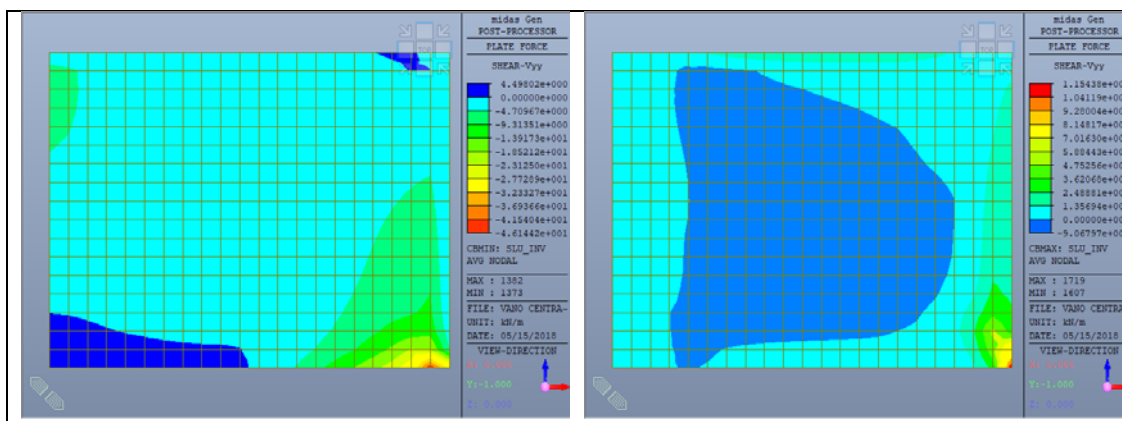 midas Gen
POST-PROCESSOR
PLATE FORCE
SHEAR-Vyy
4.49802e+000
0.00000e+000
-4.70967e+000
-9.31351e+000
-1.39173e+001
-1.85212e+001
-2.31250e+001
-2.77289e+001
-3.23327e+001
-3.69366e+001
-4.15404e+001
-4.61442e+001
CBMIN: SLU_INV
AVG NODAL
MAX : 1382
MIN : 1373
FILE: VANO CENTRA~
UNIT: kN/m
DATE: 05/15/2018
VIEW-DIRECTION
Y:-1.000
Z: 0.000
TOP
midas Gen
POST-PROCESSOR
PLATE FORCE
SHEAR-Vyy
1.15438e+00
1.04119e+00
9.28004e+00
8.14817e+00
7.01630e+00
5.88443e+00
4.75256e+00
3.62068e+00
2.48881e+00
1.35694e+00
0.00000e+00
-9.06797e+00
CBMAX: SLU_INV
AVG NODAL
MAX : 1719
MIN : 1607
FILE: VANO CENTRA
UNIT: kN/m
DATE: 05/15/2018
VIEW-DIRECTION
Y:-1.000
Z: 0.000
TOP